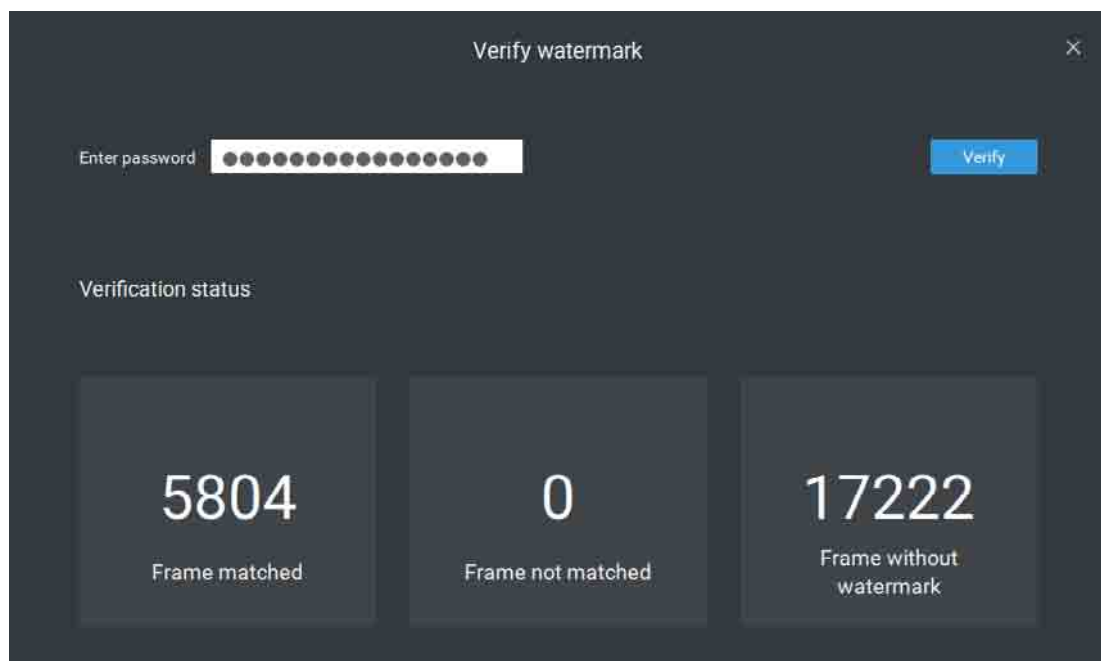 Verify watermark
Enter password ●●●●●●●●●●●●●●●● Verify
Verification status
5804 0 17222
Frame matched Frame not matched Frame without
watermark